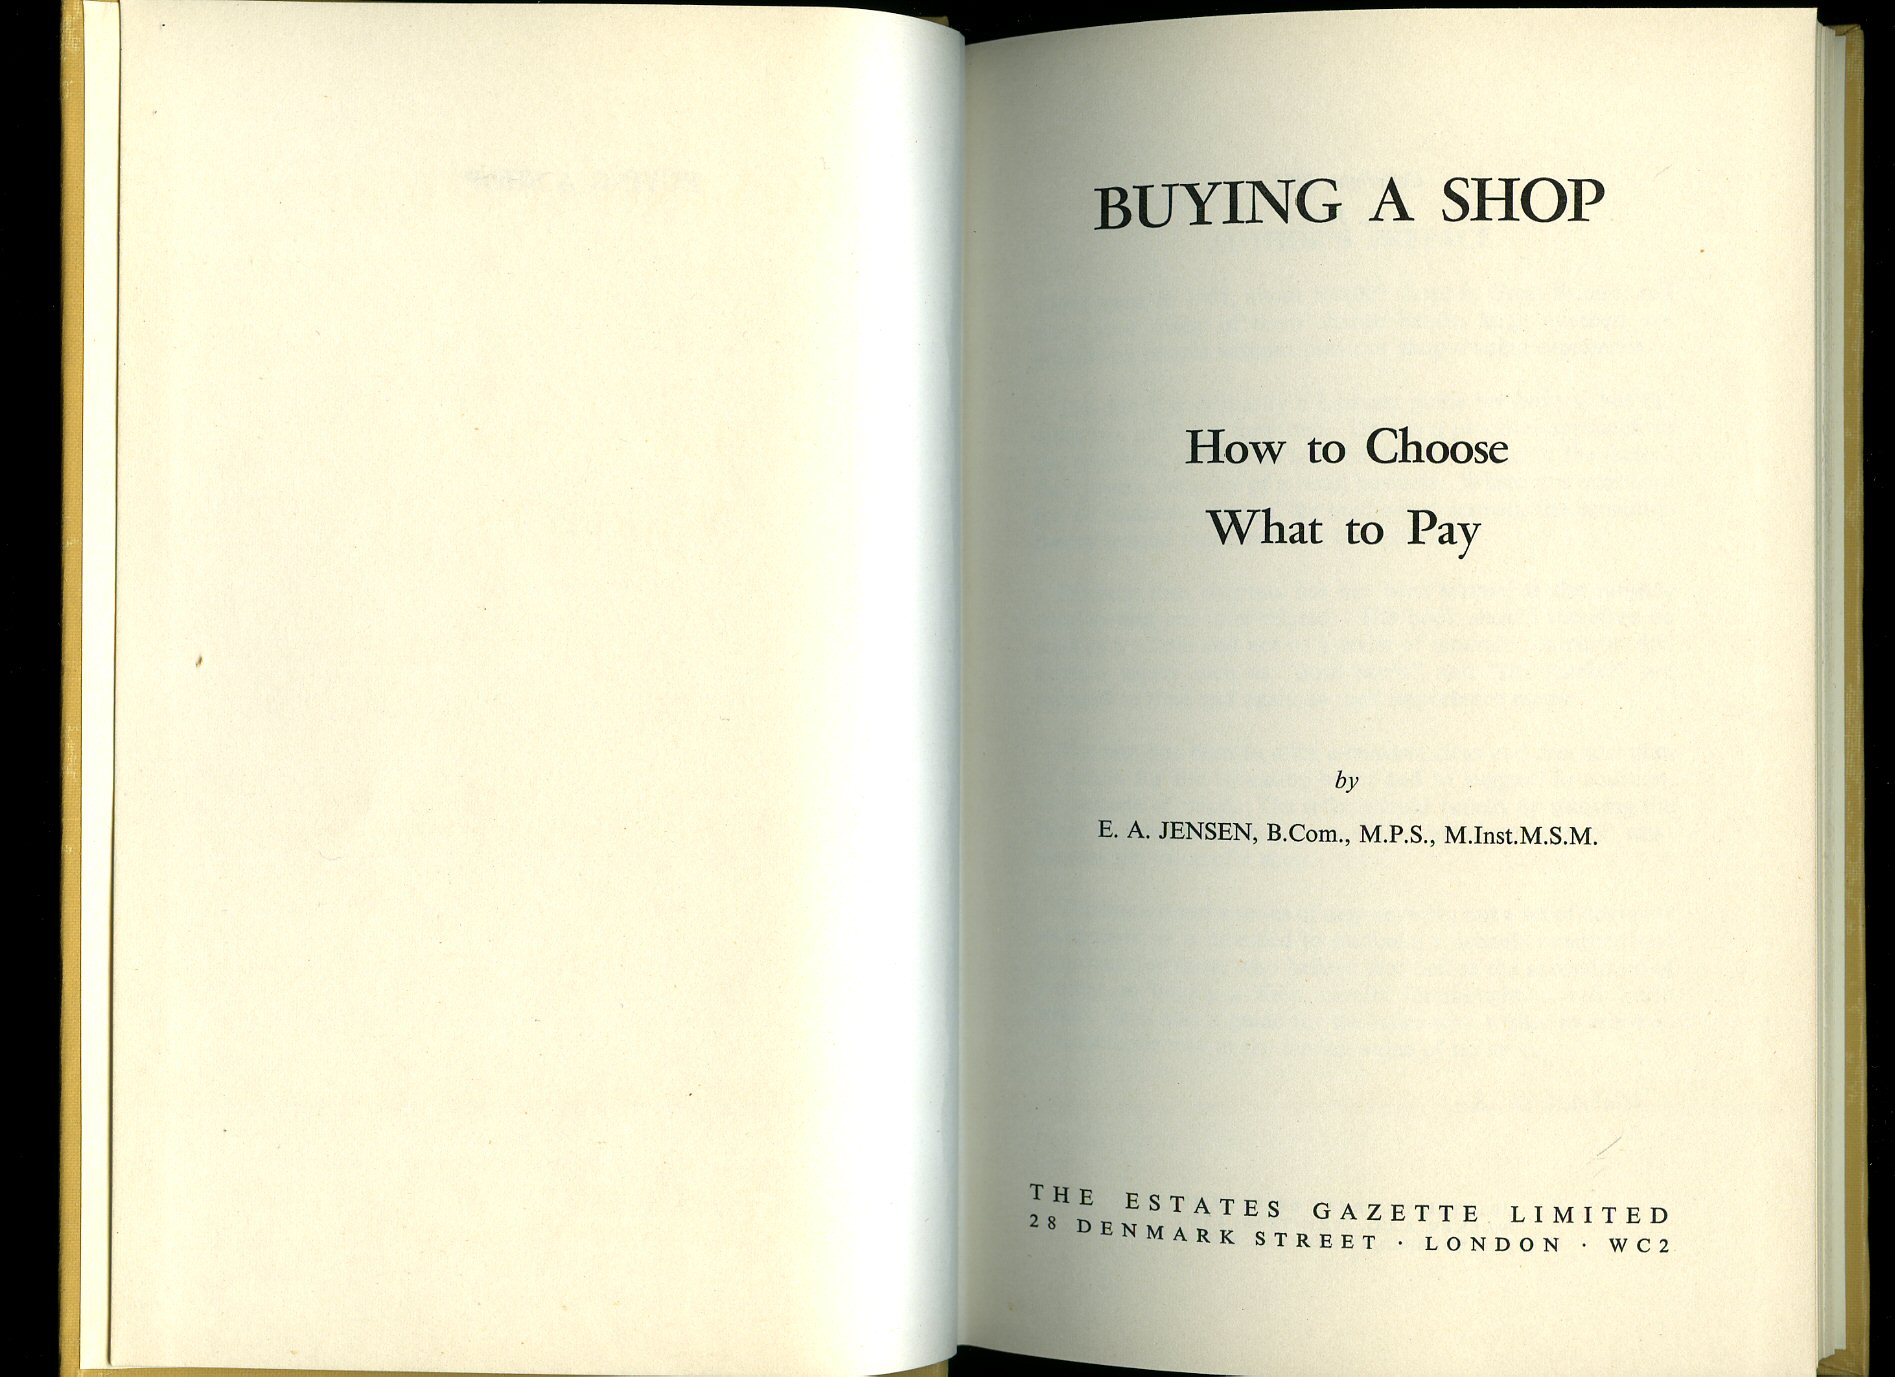 BUYING A SHOP
How to Choose
What to Pay
by
E. A. JENSEN, B.Com., M.P.S., M.Inst.M.S.M.
THE ESTATES GAZETTE LIMITED
28 DENMARK STREET · LONDON · WC2